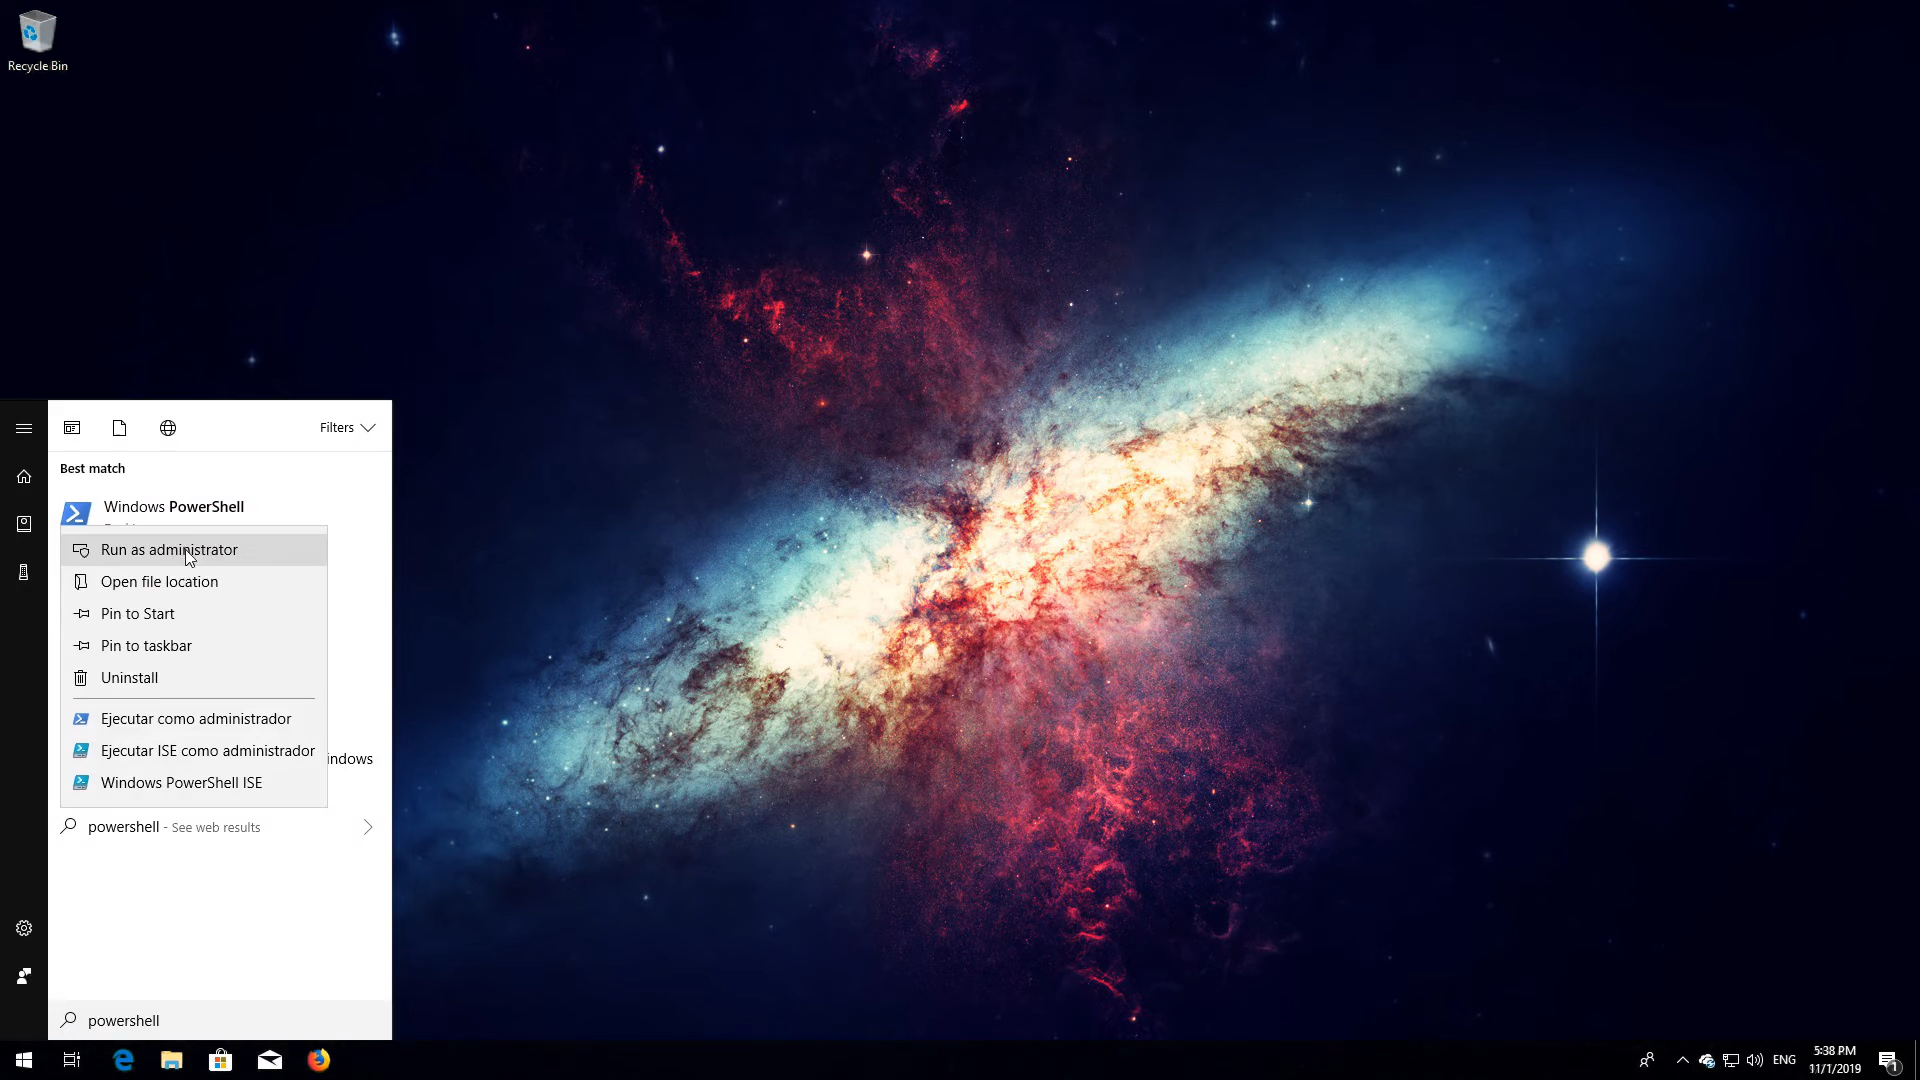 Recycle Bin
Filters
Best match
Windows PowerShell
Run as administrator
Open file location
Pin to Start
Pin to taskbar
Uninstall
Ejecutar como administrador
Ejecutar ISE como administrador
indows
Windows PowerShell ISE
powershell - See web results
powershell
ENG
5:38 PM
11/1/2019
1